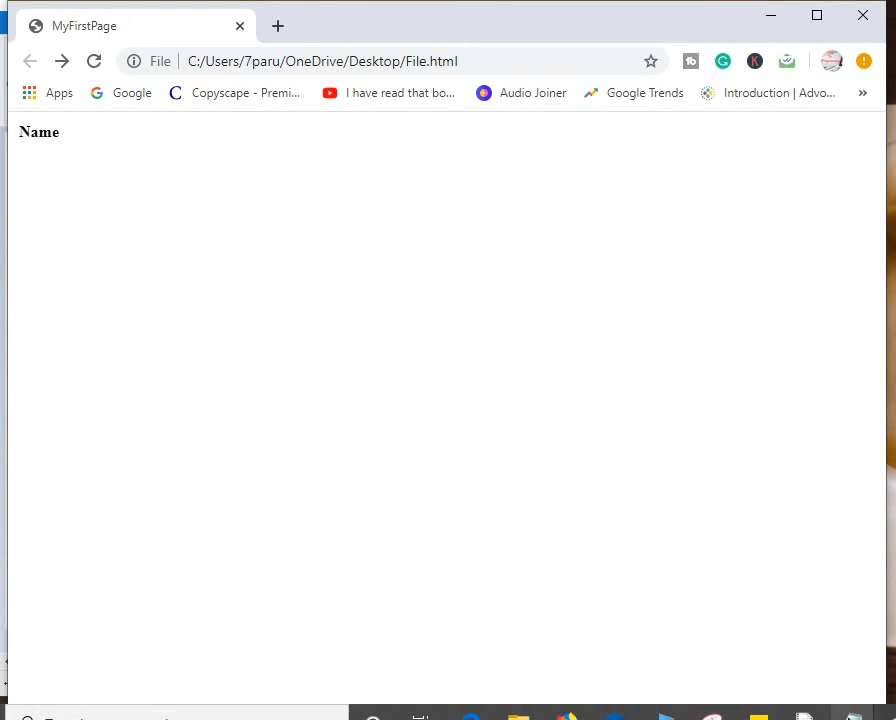 MyFirstPage
File C:/Users/7paru/OneDrive/Desktop/File.html
Apps Google Copyscape - Premi... I have read that bo... Audio Joiner Google Trends Introduction | Advo... »
Name